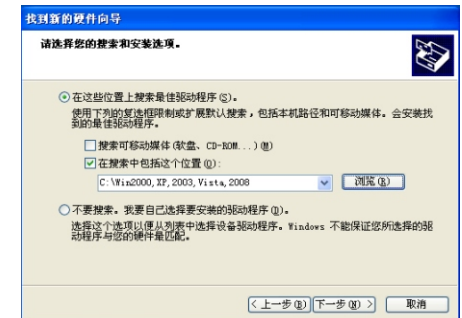 找到新的硬件向导
请选择您的搜索和安装选项。
在这些位置上搜索最佳驱动程序(S)。
使用下列的复选框限制或扩展默认搜索，包括本机路径和可移动媒体。会安装找
到的最佳驱动程序。
搜索可移动媒体(软盘、CD-ROM...)(M)
在搜索中包括这个位置(O):
C:\Win2000,XP,2003,Vista,2008
浏览(R)
不要搜索。我要自己选择要安装的驱动程序(D)。
选择这个选项以便从列表中选择设备驱动程序。Windows 不能保证您所选择的驱
动程序与您的硬件最匹配。
< 上一步(B) 下一步(N) > 取消